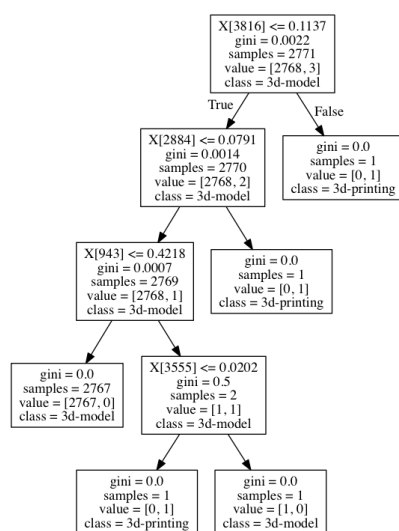 X[3816] <= 0.1137
gini = 0.0022
samples = 2771
value = [2768, 3]
class = 3d-model
True
False
X[2884] <= 0.0791
gini = 0.0014
samples = 2770
value = [2768, 2]
class = 3d-model
gini = 0.0
samples = 1
value = [0, 1]
class = 3d-printing
X[943] <= 0.4218
gini = 0.0007
samples = 2769
value = [2768, 1]
class = 3d-model
gini = 0.0
samples = 1
value = [0, 1]
class = 3d-printing
gini = 0.0
samples = 2767
value = [2767, 0]
class = 3d-model
X[3555] <= 0.0202
gini = 0.5
samples = 2
value = [1, 1]
class = 3d-model
gini = 0.0
samples = 1
value = [0, 1]
class = 3d-printing
gini = 0.0
samples = 1
value = [1, 0]
class = 3d-model